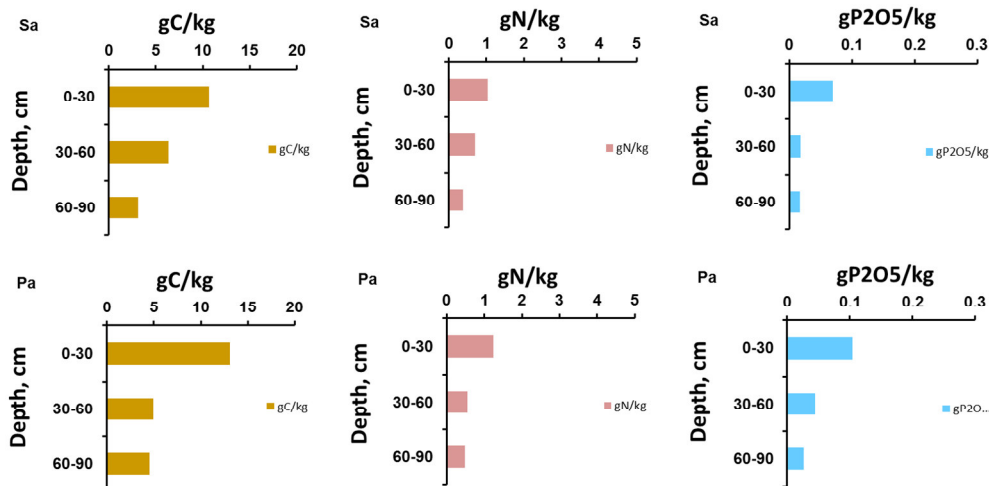 Sa
gC/kg
0 5 10 15 20
Depth, cm
0-30
30-60
60-90
gC/kg
Sa
gN/kg
0 1 2 3 4 5
Depth, cm
0-30
30-60
60-90
gN/kg
Sa
gP2O5/kg
0 0.1 0.2 0.3
Depth, cm
0-30
30-60
60-90
gP2O5/kg
Pa
gC/kg
0 5 10 15 20
Depth, cm
0-30
30-60
60-90
gC/kg
Pa
gN/kg
0 1 2 3 4 5
Depth, cm
0-30
30-60
60-90
gN/kg
Pa
gP2O5/kg
0 0.1 0.2 0.3
Depth, cm
0-30
30-60
60-90
gP2O...